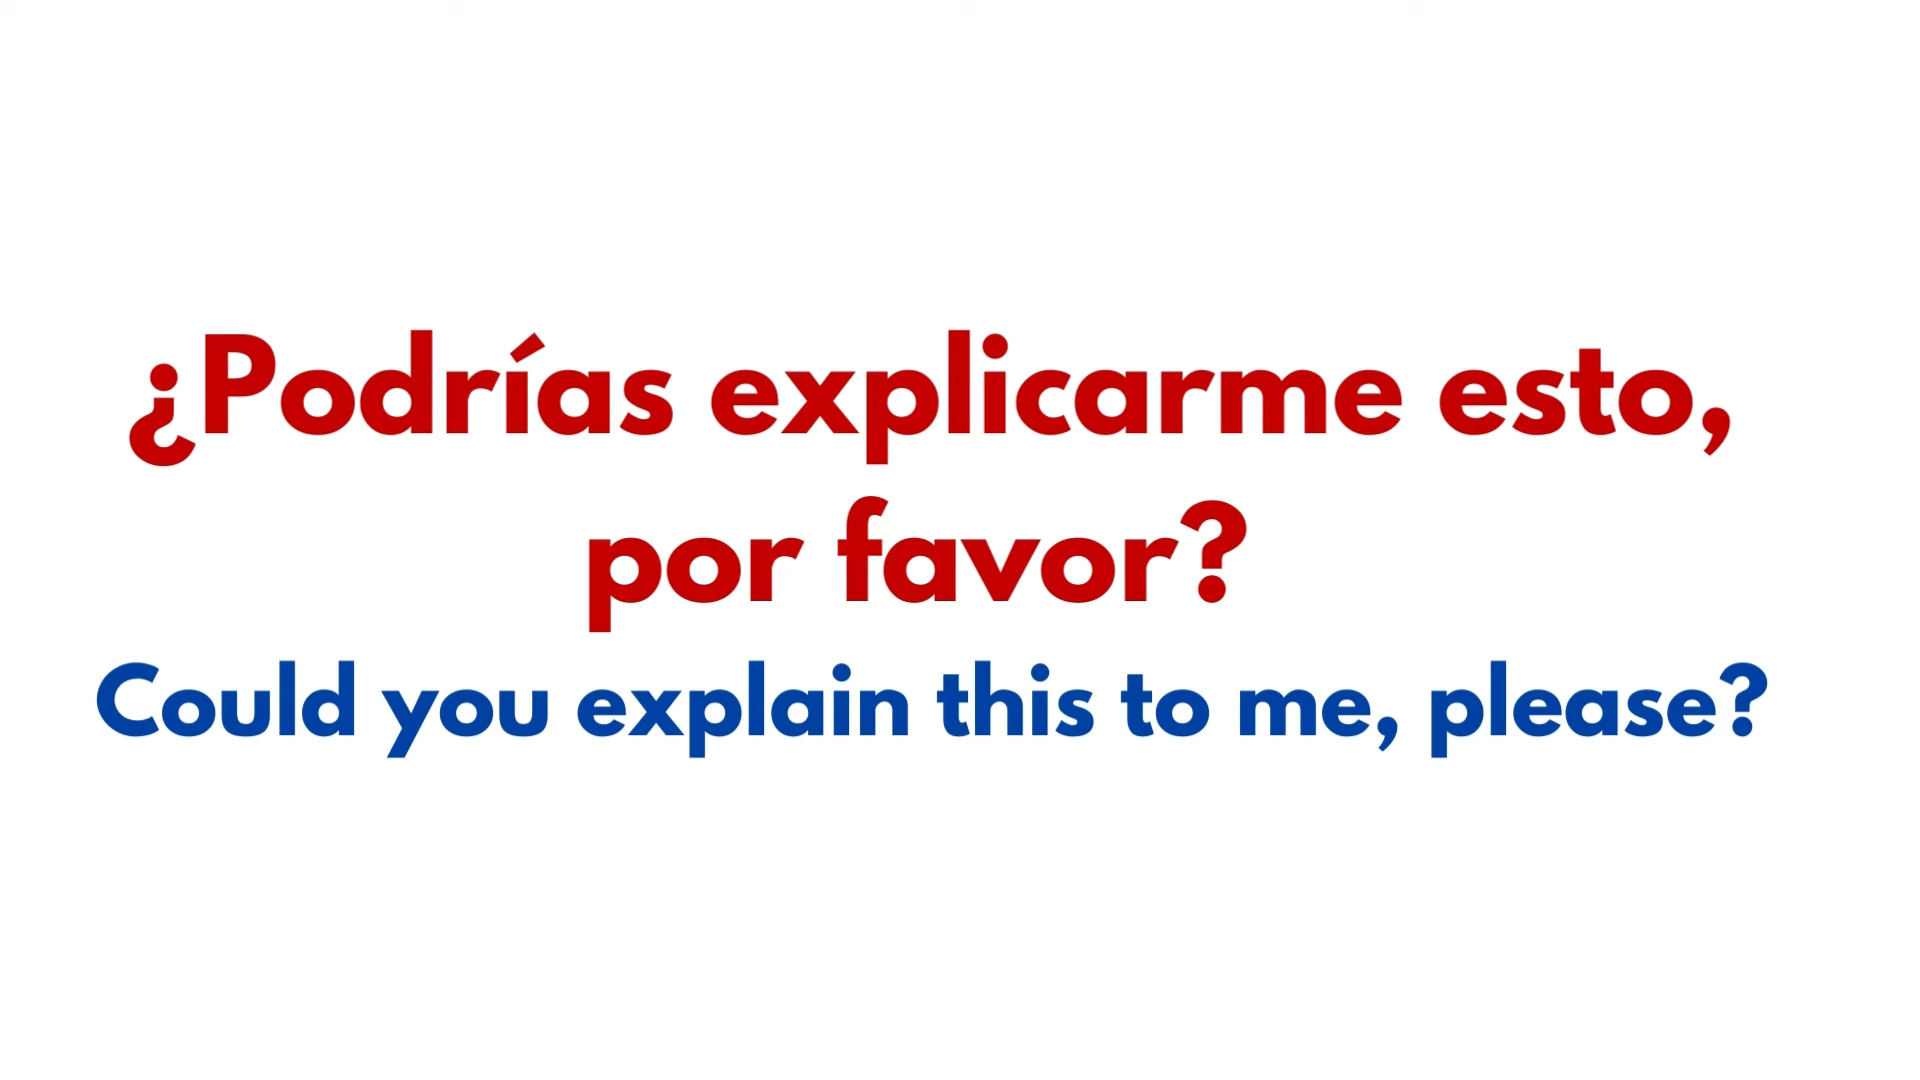 ¿Podrías explicarme esto,
por favor?
Could you explain this to me, please?